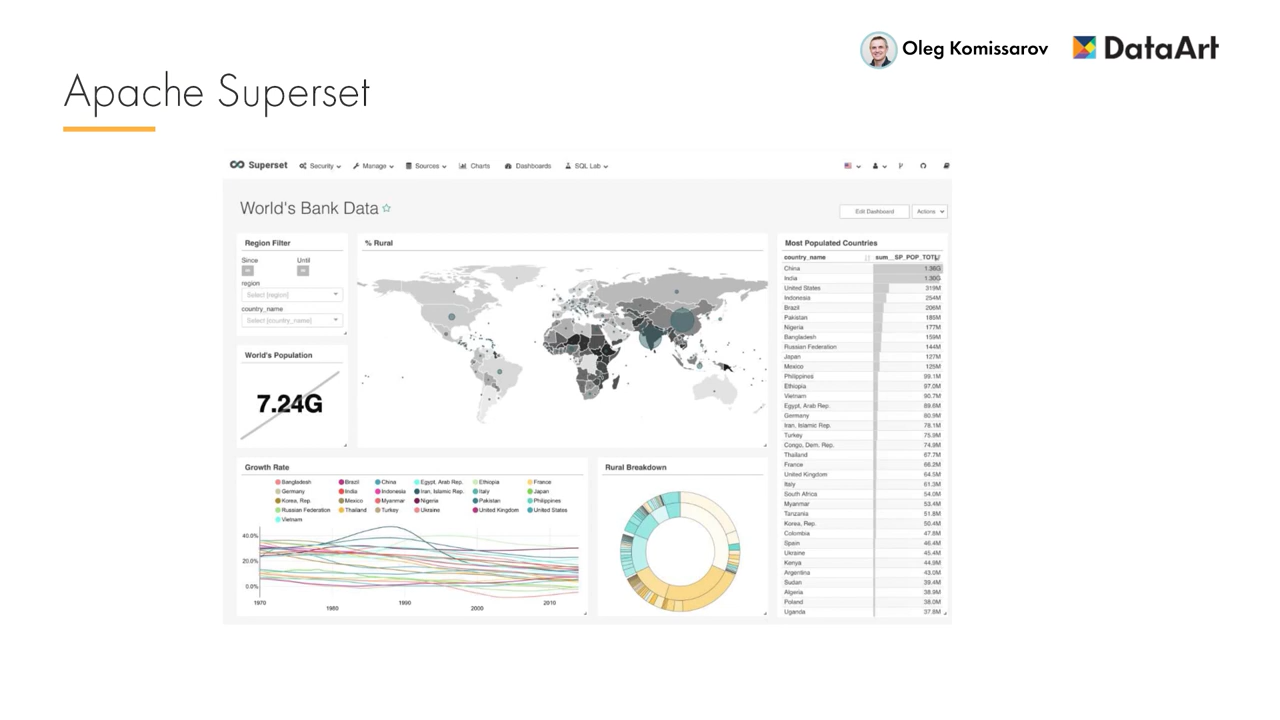 Oleg Komissarov
DataArt
Apache Superset
Superset Security Manage Sources Charts Dashboards SQL Lab
World's Bank Data
Edit Dashboard Actions
Region Filter
Since Until
∞ ∞
region
Select [region]
country_name
Select [country_name]
World's Population
7.24G
% Rural
Most Populated Countries
country_name sum__SP_POP_TOTL
China 1.36G
India 1.30G
United States 319M
Indonesia 254M
Brazil 206M
Pakistan 185M
Nigeria 177M
Bangladesh 159M
Russian Federation 144M
Japan 127M
Mexico 125M
Philippines 99.1M
Ethiopia 97.0M
Vietnam 90.7M
Egypt, Arab Rep. 89.6M
Germany 80.9M
Iran, Islamic Rep. 78.1M
Turkey 75.9M
Congo, Dem. Rep. 74.9M
Thailand 67.7M
France 66.2M
United Kingdom 64.5M
Italy 61.3M
South Africa 54.0M
Myanmar 53.4M
Tanzania 51.8M
Korea, Rep. 50.4M
Colombia 47.8M
Spain 46.4M
Ukraine 45.4M
Kenya 44.9M
Argentina 43.0M
Sudan 39.4M
Algeria 38.9M
Poland 38.0M
Uganda 37.8M
Growth Rate
Bangladesh Brazil China Egypt, Arab Rep. Ethiopia France
Germany India Indonesia Iran, Islamic Rep. Italy Japan
Korea, Rep. Mexico Myanmar Nigeria Pakistan Philippines
Russian Federation Thailand Turkey Ukraine United Kingdom United States
Vietnam
40.0%
20.0%
0.0%
1970 1980 1990 2000 2010
Rural Breakdown